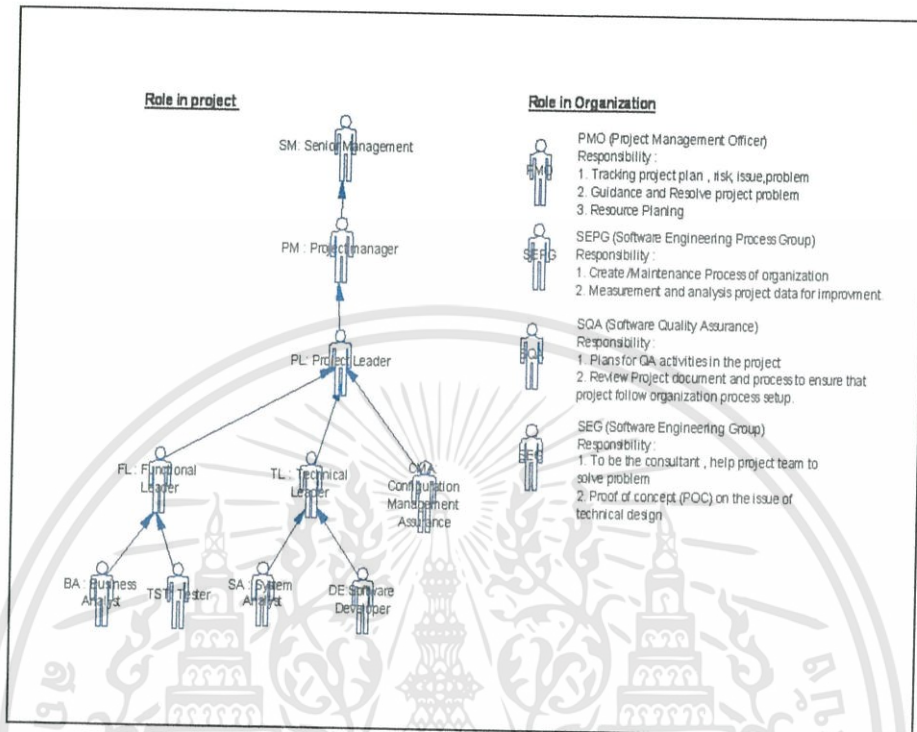 Role in project
SM: Senior Management
PM : Project manager
PL: Project Leader
FL : Functional
Leader
TL : Technical
Leader
CMA:
Configuration
Management
Assurance
BA : Business
Analyst
TST: Tester
SA : System
Analyst
DE Software
Developer
Role in Organization
PMO
PMO (Project Management Officer)
Responsibility :
1. Tracking project plan , risk, issue,problem
2. Guidance and Resolve project problem
3. Resource Planing
SEPG
SEPG (Software Engineering Process Group)
Responsibility :
1. Create /Maintenance Process of organization
2. Measurement and analysis project data for improvment.
SQA
SQA (Software Quality Assurance)
Responsibility :
1. Plans for QA activities in the project
2. Review Project document and process to ensure that
project follow organization process setup.
SEG
SEG (Software Engineering Group)
Responsibility :
1. To be the consultant , help project team to
solve problem
2. Proof of concept (POC) on the issue of
technical design